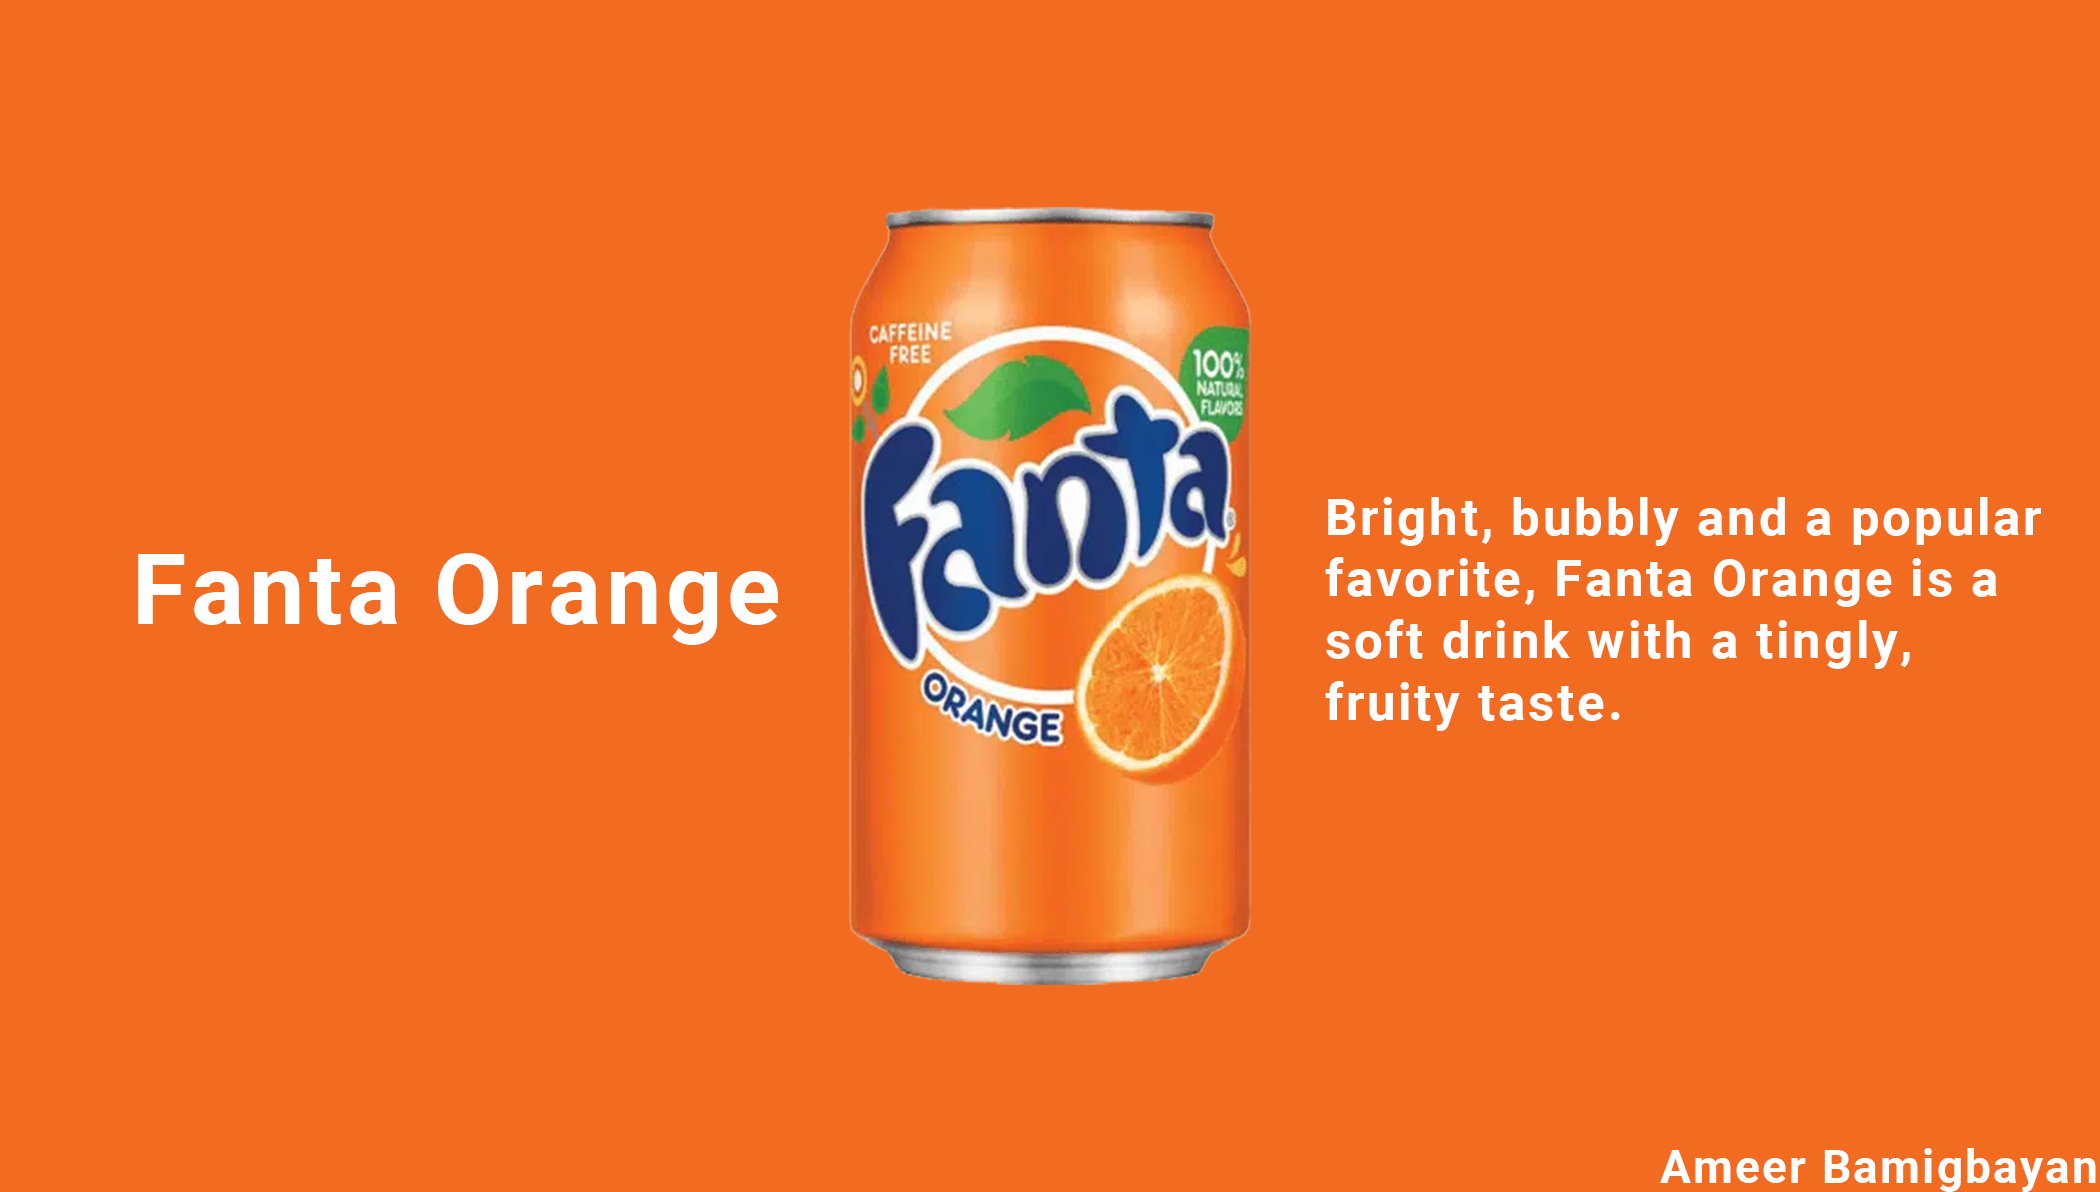 Fanta Orange
CAFFEINE
FREE
100%
NATURAL
FLAVORS
Fanta®
ORANGE
Bright, bubbly and a popular
favorite, Fanta Orange is a
soft drink with a tingly,
fruity taste.
Ameer Bamigbayan